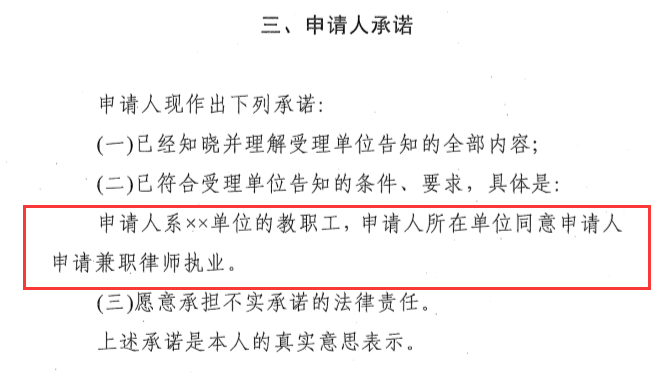 三、申请人承诺
申请人现作出下列承诺:
(一)已经知晓并理解受理单位告知的全部内容;
(二)已符合受理单位告知的条件、要求，具体是:
申请人系××单位的教职工，申请人所在单位同意申请人
申请兼职律师执业。
(三)愿意承担不实承诺的法律责任。
上述承诺是本人的真实意思表示。